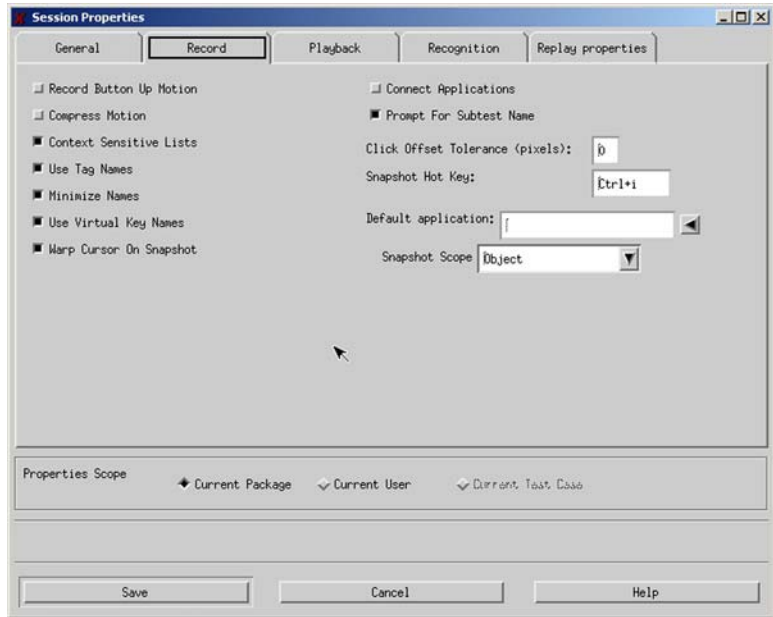 Session Properties
General Record Playback Recognition Replay properties
Record Button Up Motion
Compress Motion
Context Sensitive Lists
Use Tag Names
Minimize Names
Use Virtual Key Names
Warp Cursor On Snapshot
Connect Applications
Prompt For Subtest Name
Click Offset Tolerance (pixels): 0
Snapshot Hot Key: Ctrl+i
Default application:
Snapshot Scope Object
Properties Scope Current Package Current User Current Test Case
Save Cancel Help